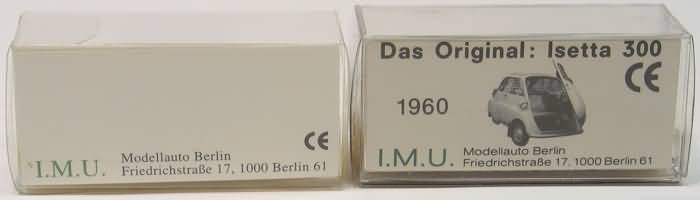 CE
I.M.U.
Modellauto Berlin
Friedrichstraße 17, 1000 Berlin 61
Das Original: Isetta 300
CE
1960
I.M.U.
Modellauto Berlin
Friedrichstraße 17, 1000 Berlin 61